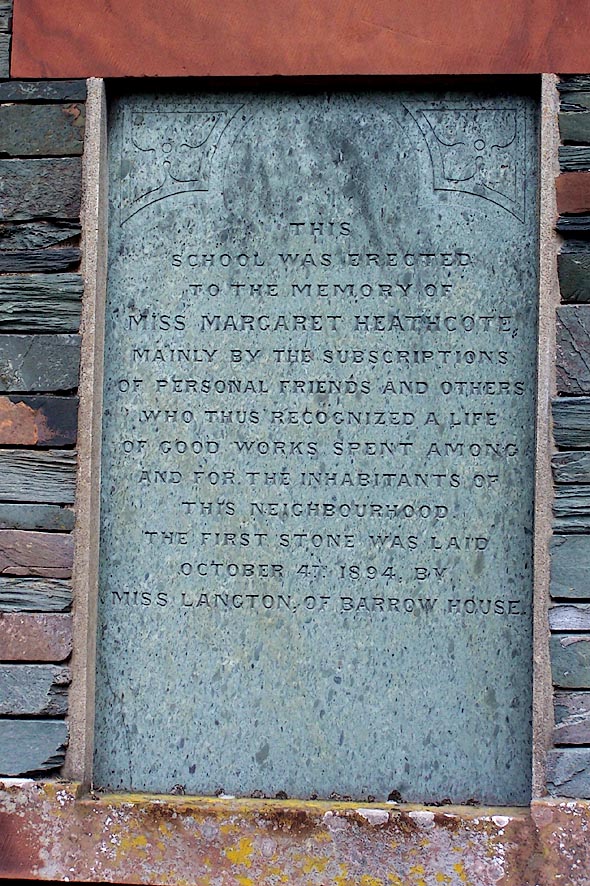 THIS
SCHOOL WAS ERECTED
TO THE MEMORY OF
MISS MARGARET HEATHCOTE,
MAINLY BY THE SUBSCRIPTIONS
OF PERSONAL FRIENDS AND OTHERS
WHO THUS RECOGNIZED A LIFE
OF GOOD WORKS SPENT AMONG
AND FOR THE INHABITANTS OF
THIS NEIGHBOURHOOD.
THE FIRST STONE WAS LAID
OCTOBER 4T. 1894. BY
MISS LANGTON, OF BARROW HOUSE.